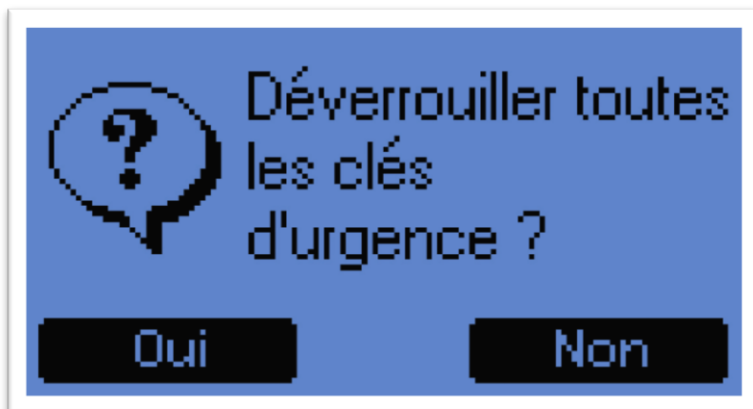 Déverrouiller toutes
les clés
d'urgence ?
Oui
Non